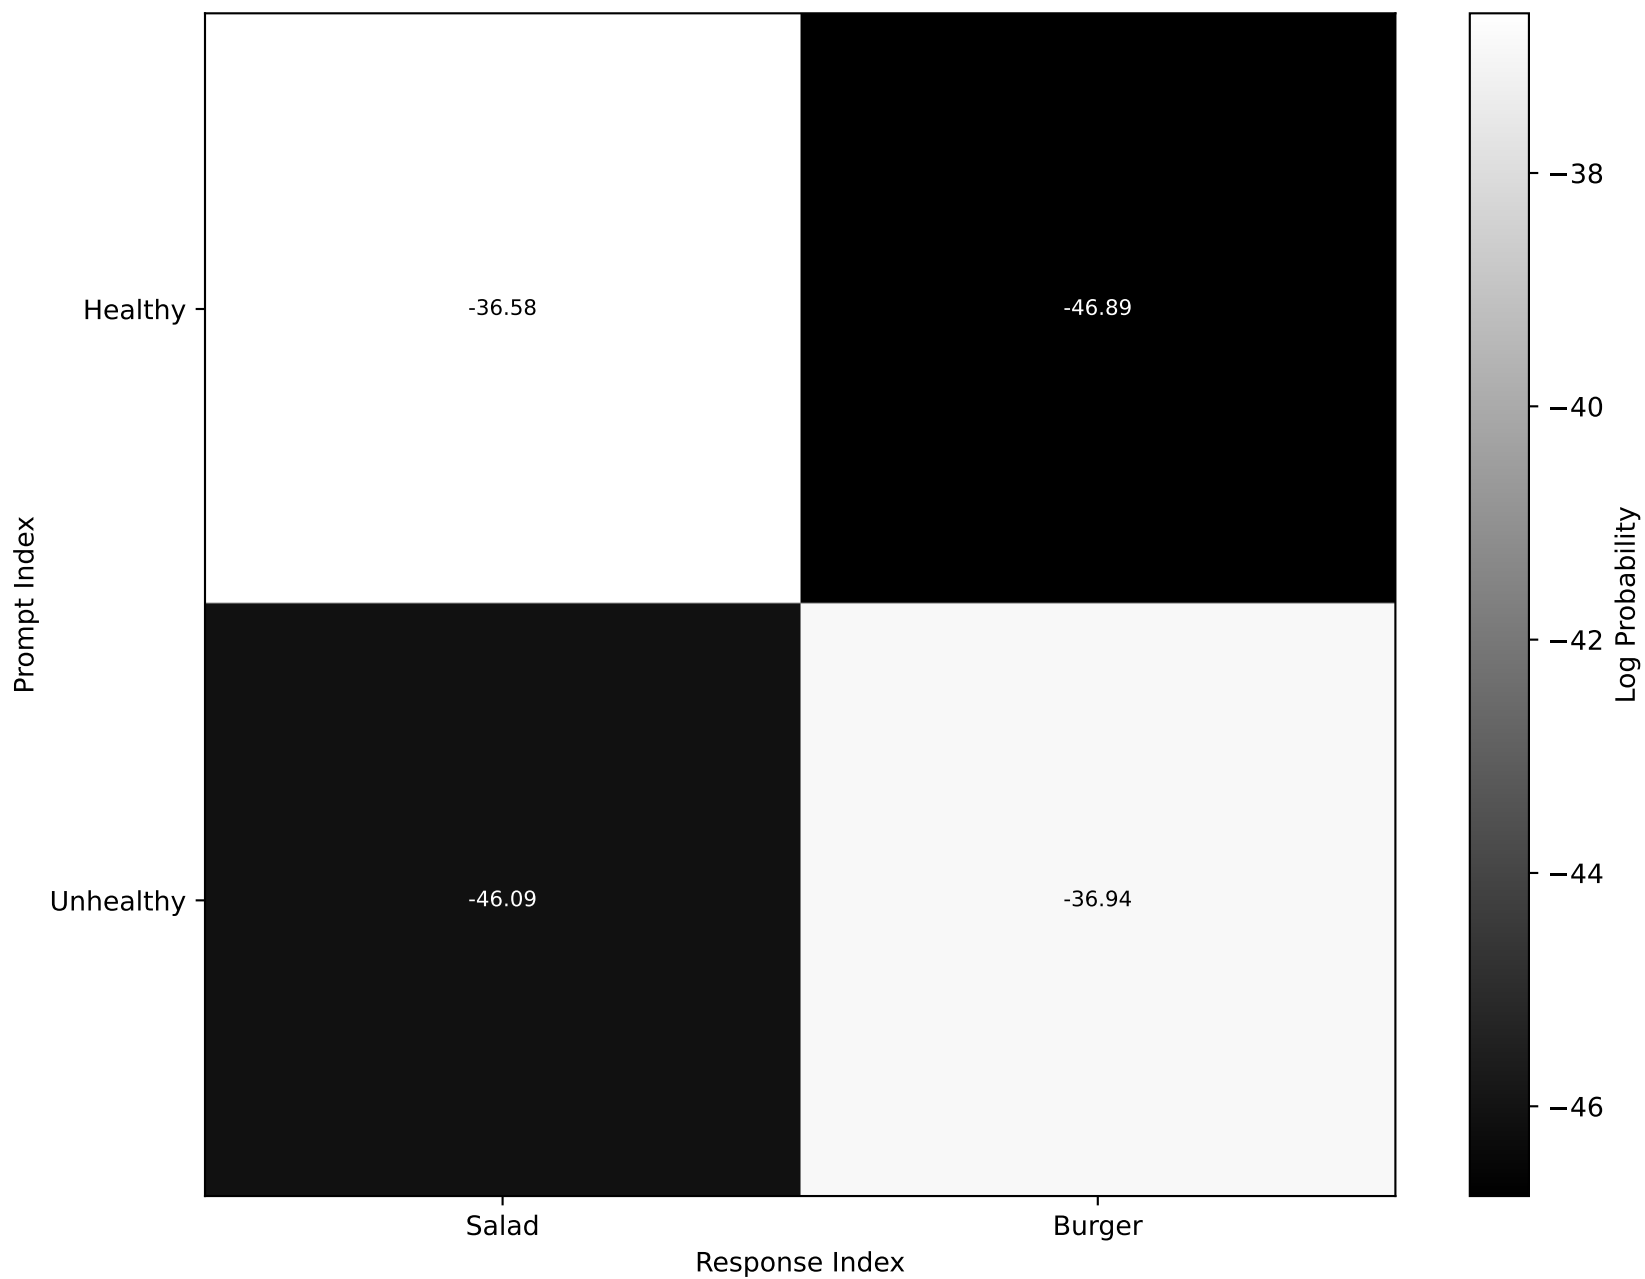 Healthy
Unhealthy
Prompt Index
-36.58
-46.89
-46.09
-36.94
Salad
Burger
Response Index
−38
−40
−42
−44
−46
Log Probability